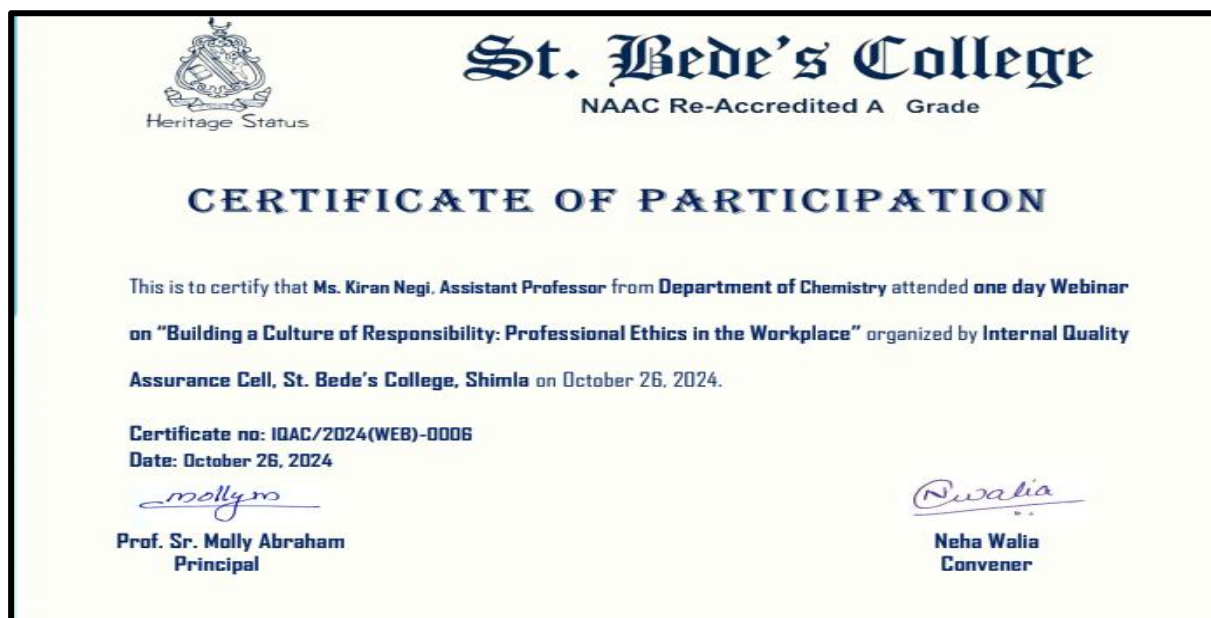 St. Bede's College
NAAC Re-Accredited A Grade
Heritage Status
CERTIFICATE OF PARTICIPATION
This is to certify that Ms. Kiran Negi, Assistant Professor from Department of Chemistry attended one day Webinar
on “Building a Culture of Responsibility: Professional Ethics in the Workplace” organized by Internal Quality
Assurance Cell, St. Bede's College, Shimla on October 26, 2024.
Certificate no: IQAC/2024(WEB)-0006
Date: October 26, 2024
mollym
Nwalia
Prof. Sr. Molly Abraham
Neha Walia
Principal
Convener